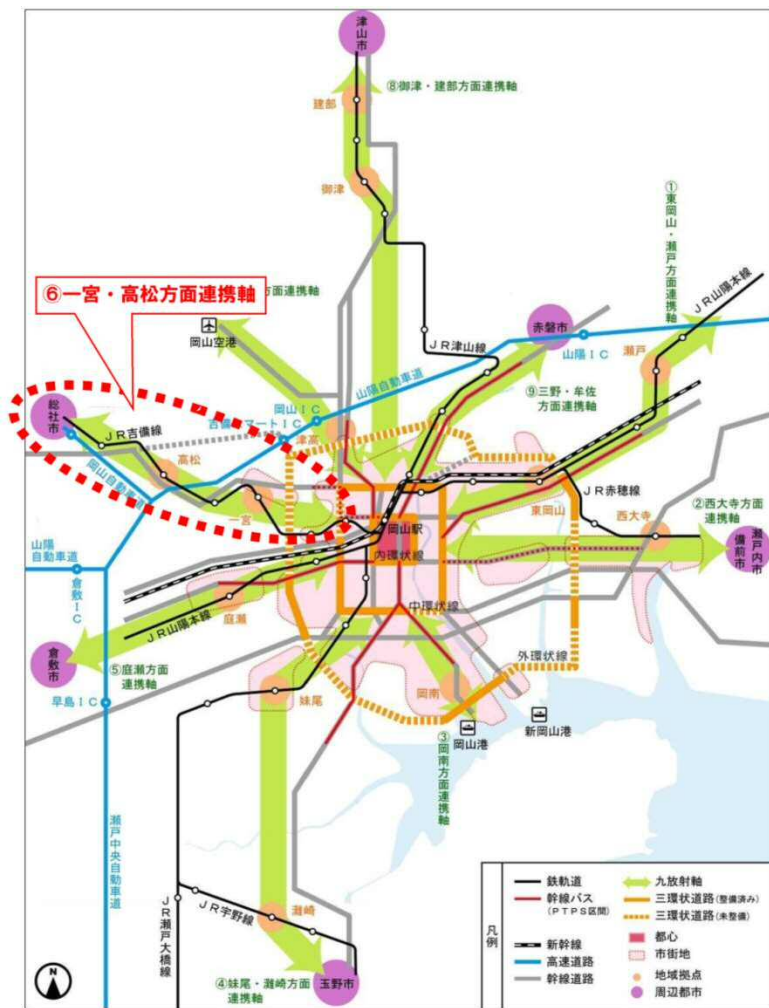 津山市
⑧御津・建部方面連携軸
建部
御津
①東岡山・瀬戸方面連携軸
JR山陽本線
⑥一宮・高松方面連携軸
方面連携軸
岡山空港
JR津山線
赤磐市
山陽IC
瀬戸
⑨三野・牟佐
方面連携軸
山陽自動車道
岡山IC
津高
総社市
JR吉備線
高松
岡山自動車道
一宮
岡山駅
東岡山
JR赤穂線
西大寺
②西大寺方面
連携軸
瀬戸内市
備前市
山陽
自動車道
倉敷IC
内環状線
中環状線
外環状線
庭瀬
JR山陽本線
倉敷市
⑤庭瀬方面
連携軸
早島IC
妹尾
岡南
岡山港
新岡山港
③岡南方面連携軸
瀬戸中央自動車道
JR瀬戸大橋線
JR宇野線
灘崎
④妹尾・灘崎方面
連携軸
玉野市
N
凡例
鉄軌道
幹線バス
(PTPS区間)
新幹線
高速道路
幹線道路
九放射軸
三環状道路(整備済み)
三環状道路(未整備)
都心
市街地
地域拠点
周辺都市